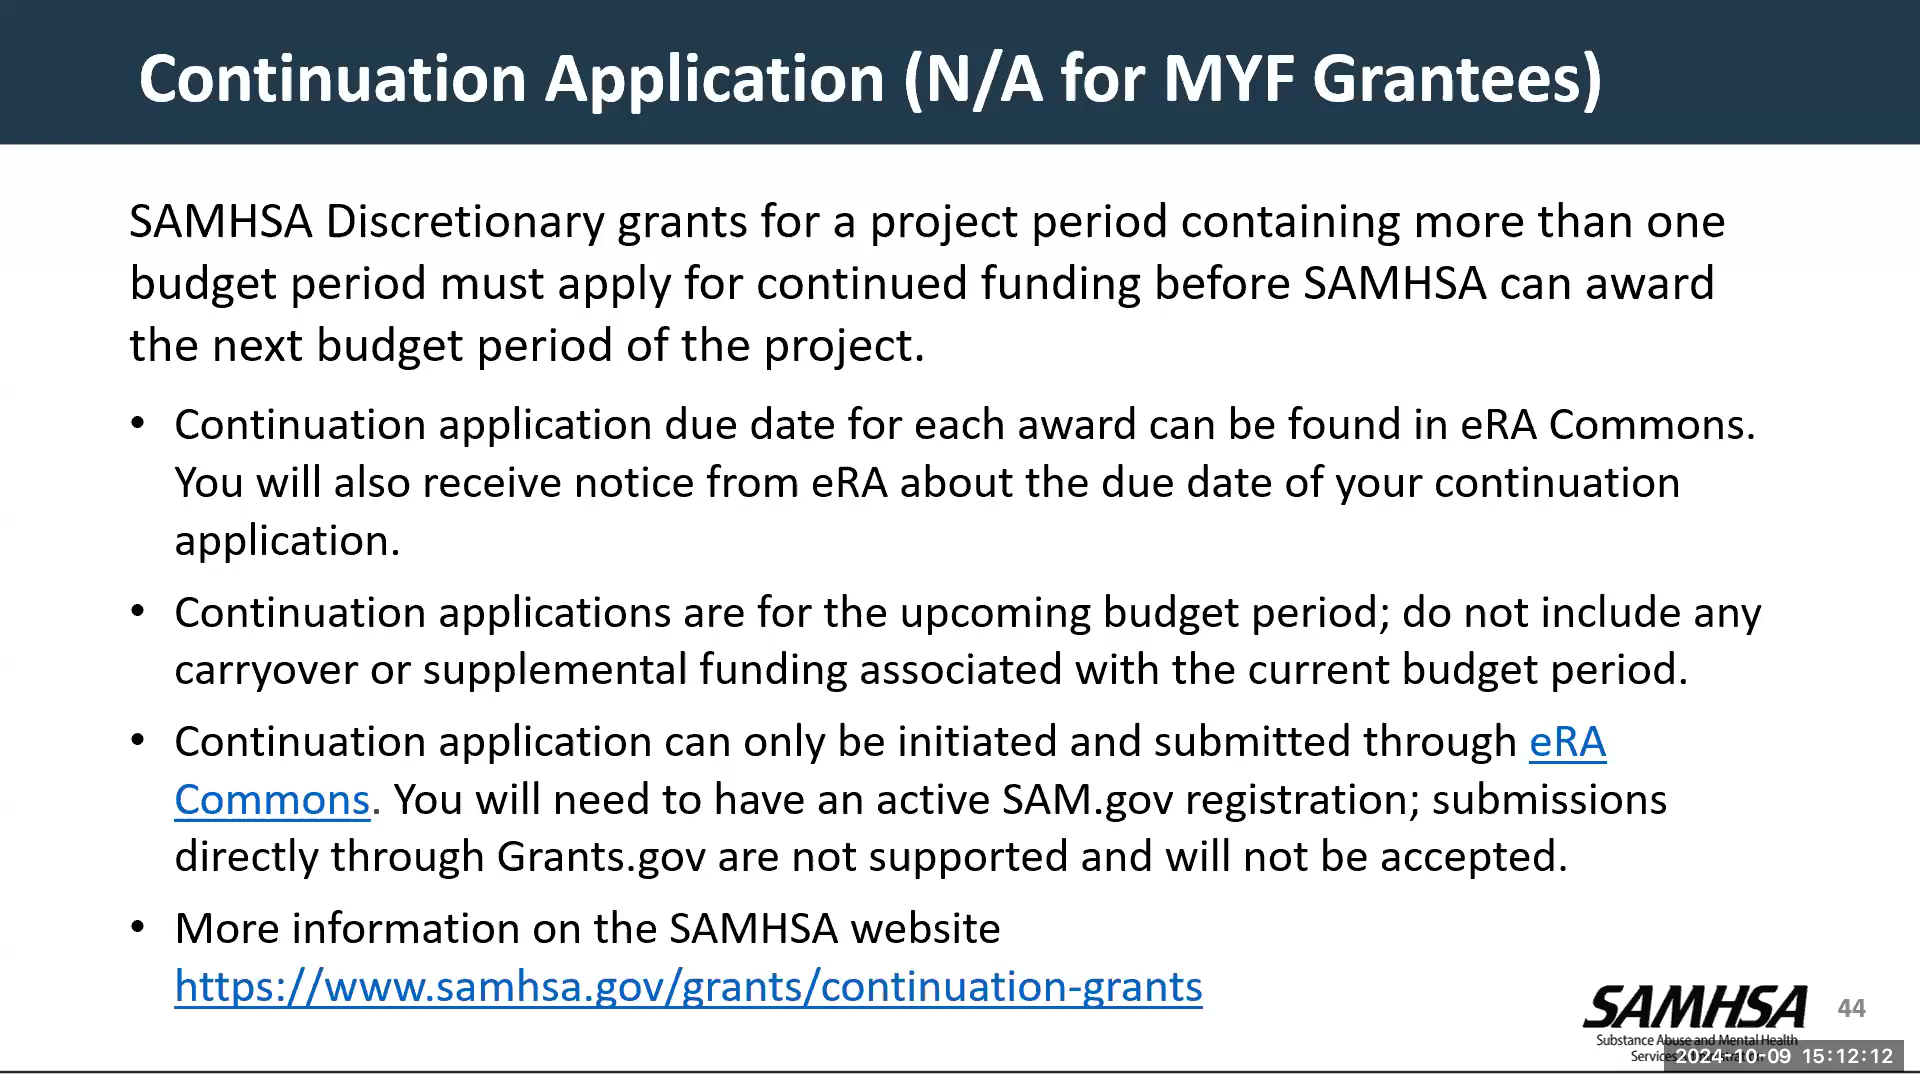 Continuation Application (N/A for MYF Grantees)
SAMHSA Discretionary grants for a project period containing more than one
budget period must apply for continued funding before SAMHSA can award
the next budget period of the project.
• Continuation application due date for each award can be found in eRA Commons.
You will also receive notice from eRA about the due date of your continuation
application.
• Continuation applications are for the upcoming budget period; do not include any
carryover or supplemental funding associated with the current budget period.
• Continuation application can only be initiated and submitted through eRA
Commons. You will need to have an active SAM.gov registration; submissions
directly through Grants.gov are not supported and will not be accepted.
• More information on the SAMHSA website
https://www.samhsa.gov/grants/continuation-grants
SAMHSA
44
Substance Abuse and Mental Health
2024-10-09 15:12:12